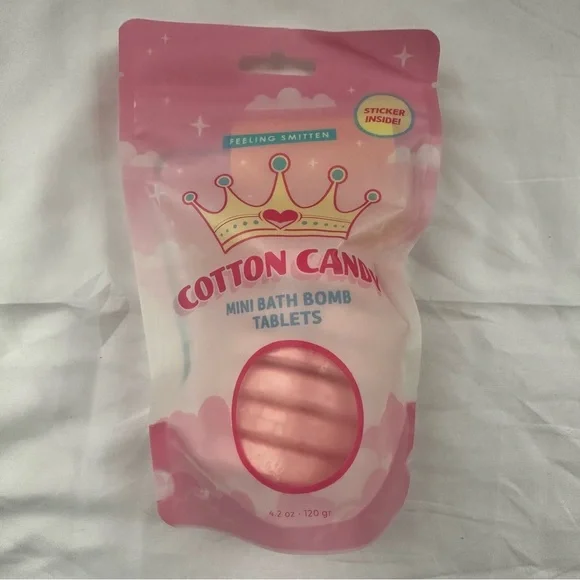 STICKER
INSIDE!
FEELING SMITTEN
COTTON CANDY
MINI BATH BOMB
TABLETS
4.2 oz - 120 gr